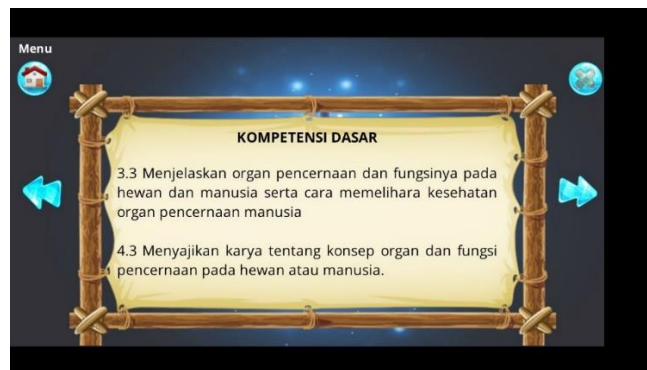 Menu
KOMPETENSI DASAR
3.3 Menjelaskan organ pencernaan dan fungsinya pada
hewan dan manusia serta cara memelihara kesehatan
organ pencernaan manusia
4.3 Menyajikan karya tentang konsep organ dan fungsi
pencernaan pada hewan atau manusia.